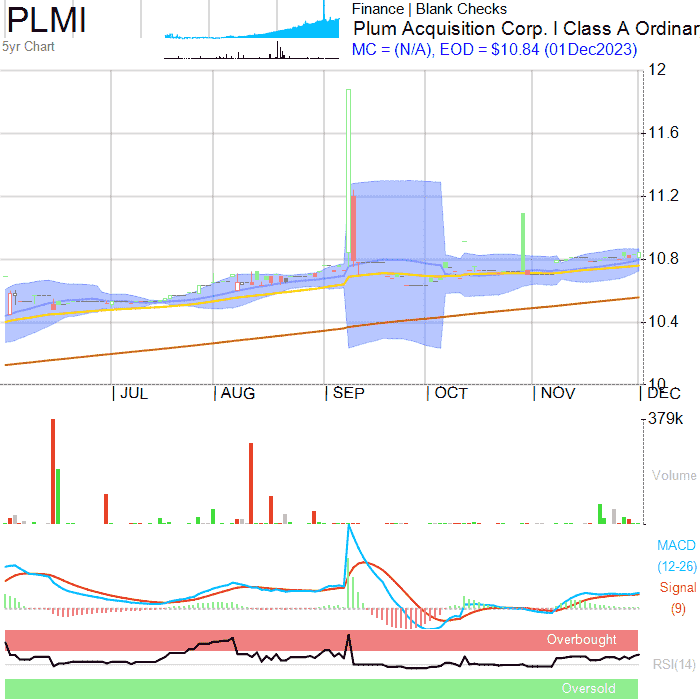 PLMI
5yr Chart
Finance | Blank Checks
Plum Acquisition Corp. I Class A Ordinar
MC = (N/A), EOD = $10.84 (01Dec2023)
12
11.6
11.2
10.8
10.4
10
JUL AUG SEP OCT NOV DEC
379k
Volume
MACD
(12-26)
Signal
(9)
Overbought
RSI(14)
Oversold